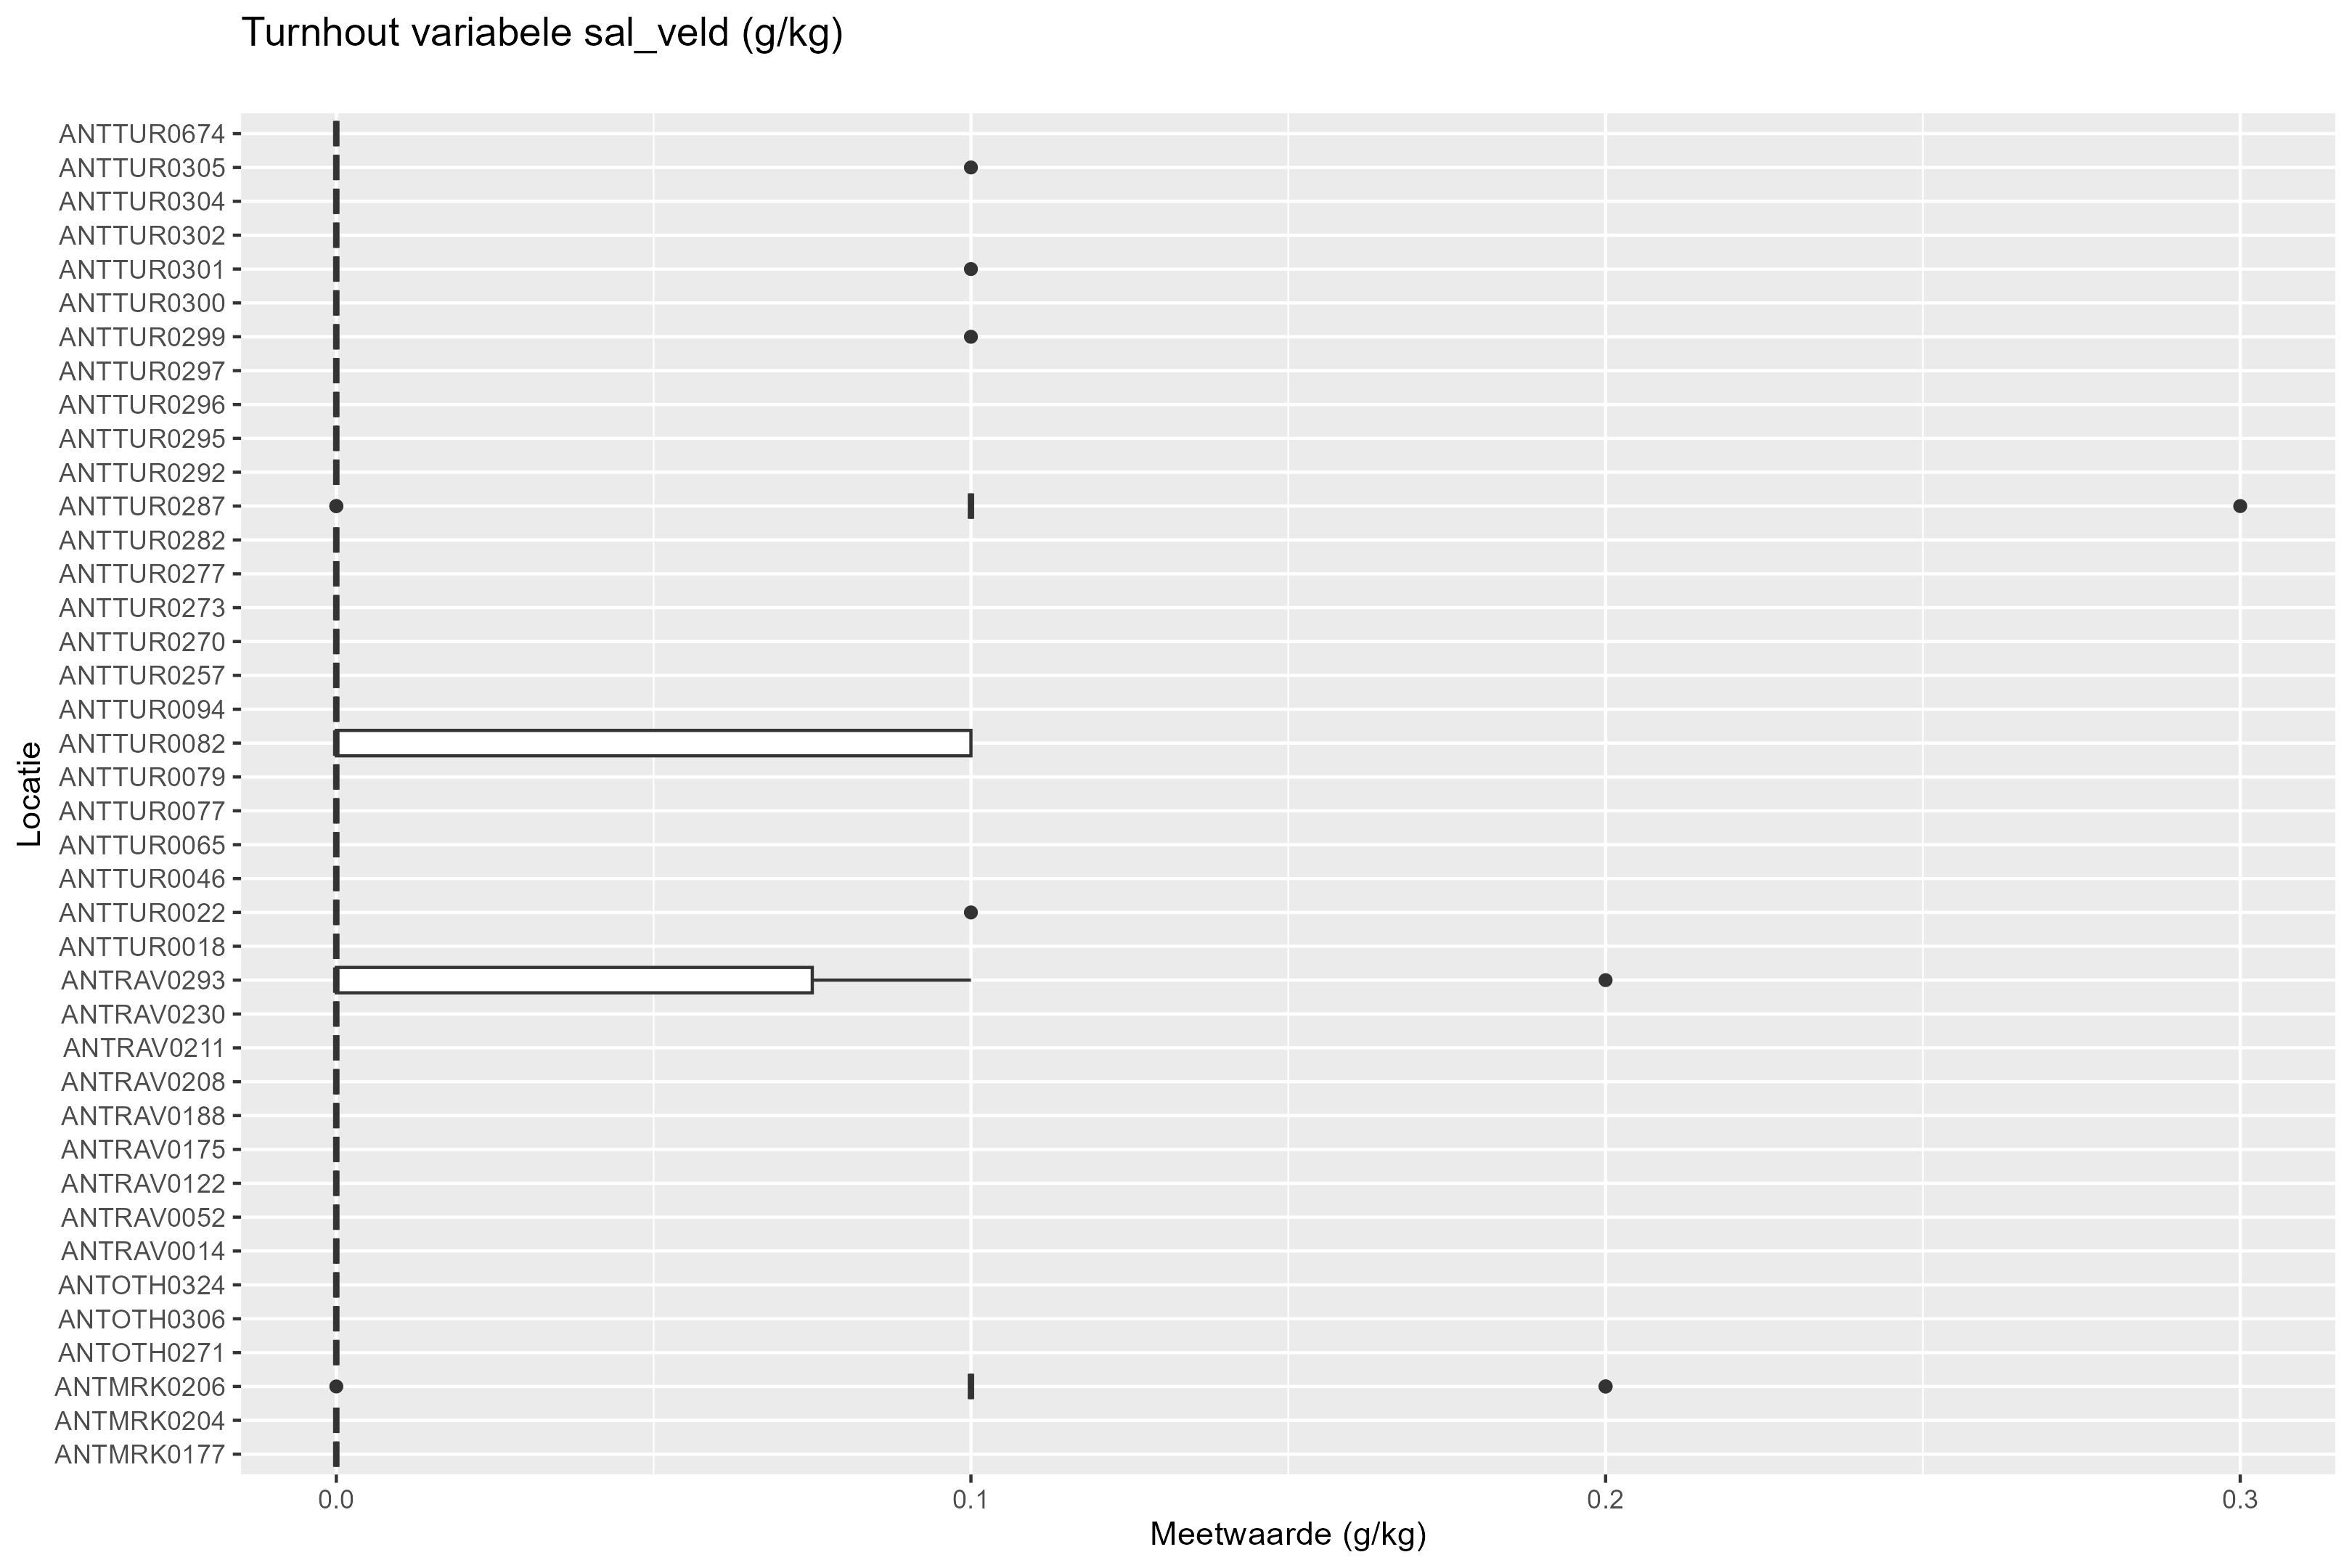 Turnhout variabele sal_veld (g/kg)
ANTTUR0674
ANTTUR0305
ANTTUR0304
ANTTUR0302
ANTTUR0301
ANTTUR0300
ANTTUR0299
ANTTUR0297
ANTTUR0296
ANTTUR0295
ANTTUR0292
ANTTUR0287
ANTTUR0282
ANTTUR0277
ANTTUR0273
ANTTUR0270
ANTTUR0257
ANTTUR0094
ANTTUR0082
ANTTUR0079
ANTTUR0077
ANTTUR0065
ANTTUR0046
ANTTUR0022
ANTTUR0018
ANTRAV0293
ANTRAV0230
ANTRAV0211
ANTRAV0208
ANTRAV0188
ANTRAV0175
ANTRAV0122
ANTRAV0052
ANTRAV0014
ANTOTH0324
ANTOTH0306
ANTOTH0271
ANTMRK0206
ANTMRK0204
ANTMRK0177
Locatie
0.0 0.1 0.2 0.3
Meetwaarde (g/kg)